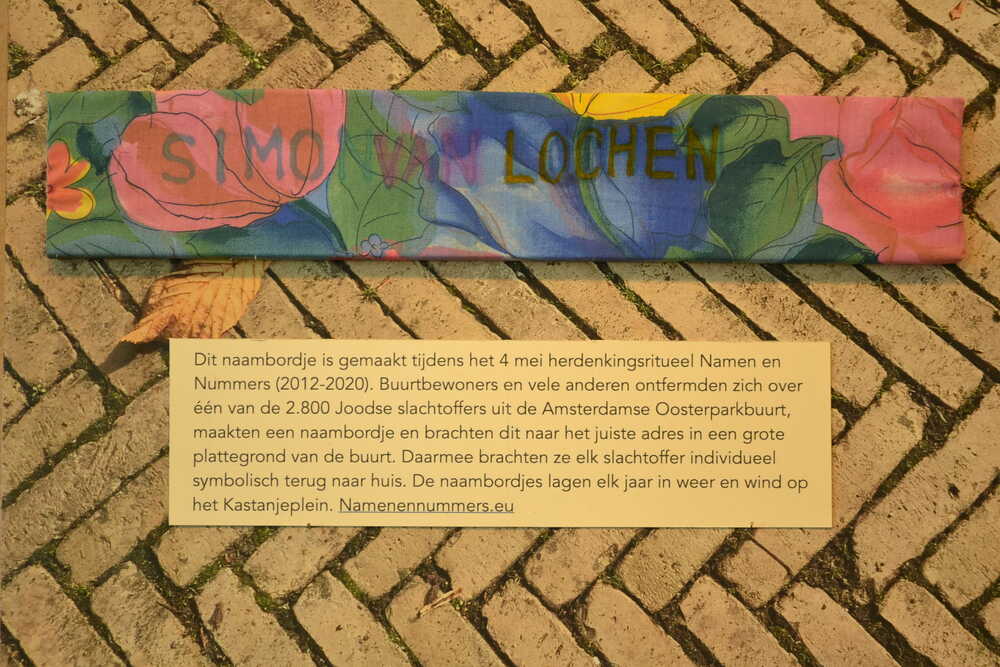 SIMON VAN LOCHEN
Dit naambordje is gemaakt tijdens het 4 mei herdenkingsritueel Namen en
Nummers (2012-2020). Buurtbewoners en vele anderen ontfermden zich over
één van de 2.800 Joodse slachtoffers uit de Amsterdamse Oosterparkbuurt,
maakten een naambordje en brachten dit naar het juiste adres in een grote
plattegrond van de buurt. Daarmee brachten ze elk slachtoffer individueel
symbolisch terug naar huis. De naambordjes lagen elk jaar in weer en wind op
het Kastanjeplein. Namenennummers.eu